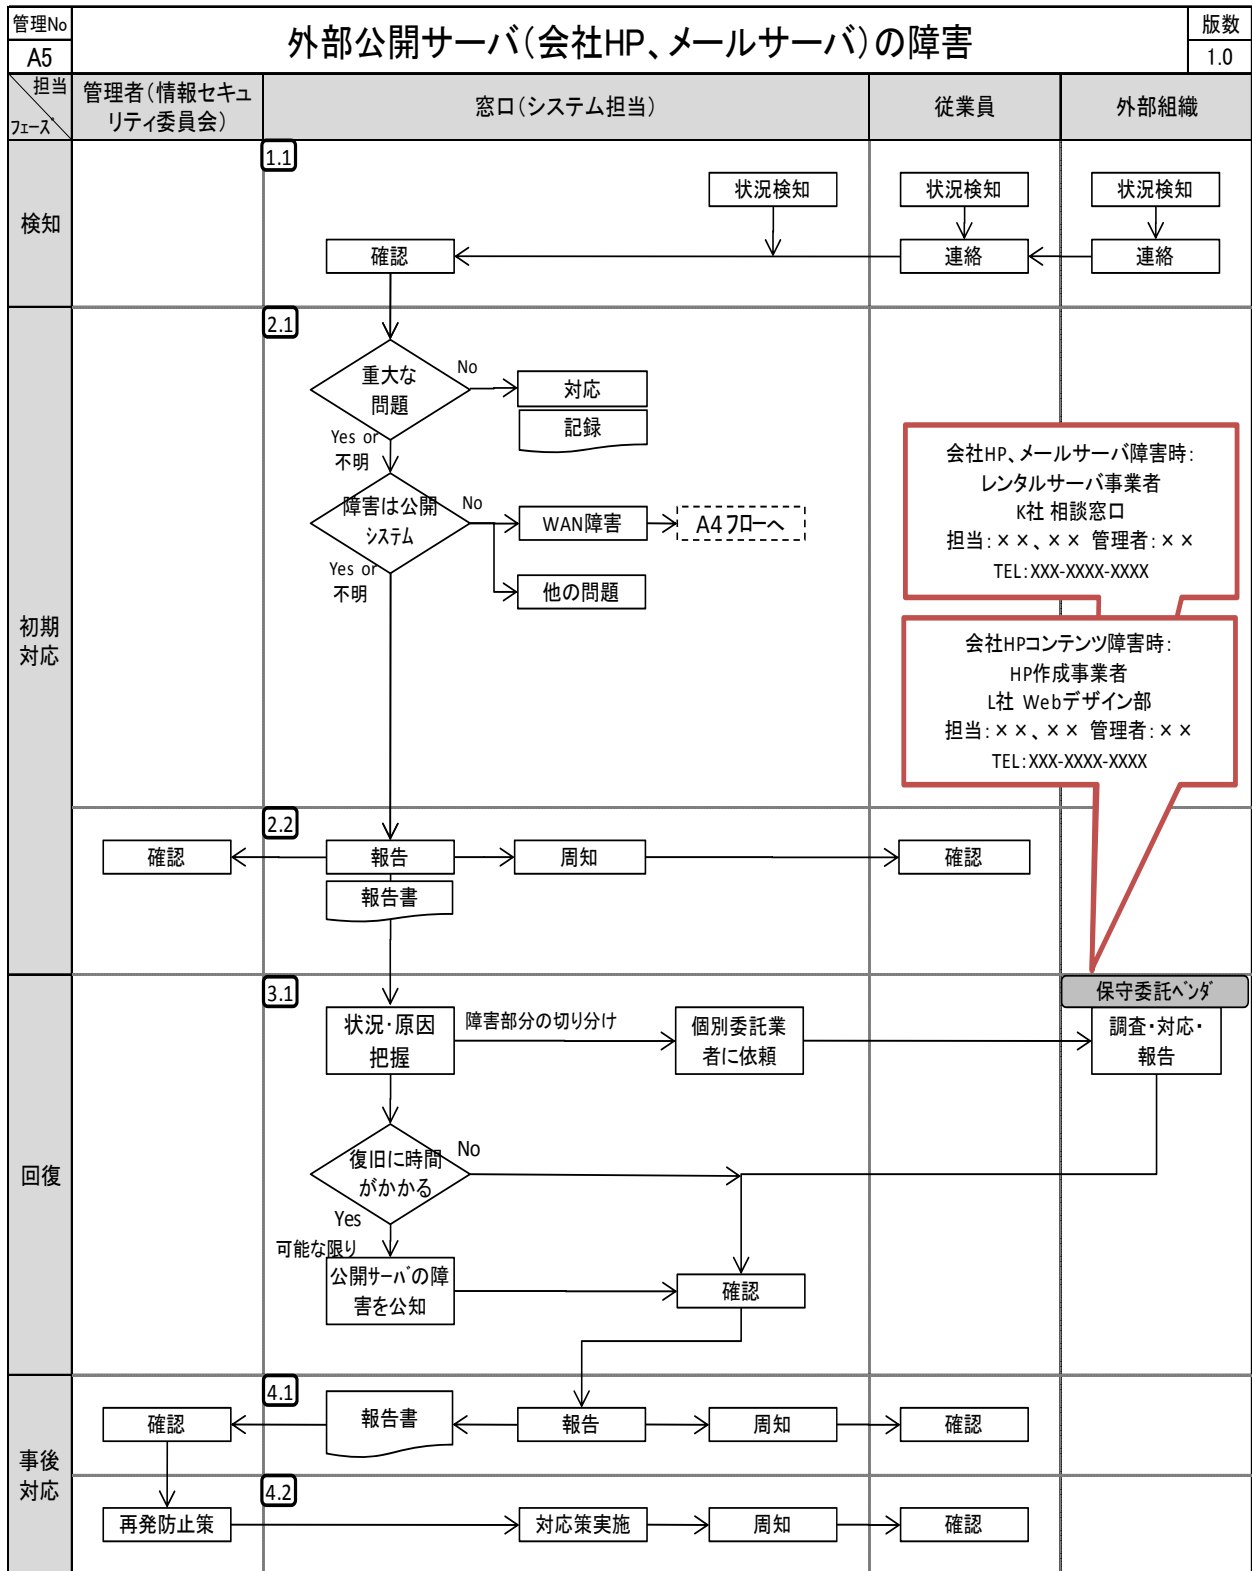 管理No
A5
外部公開サーバ(会社HP、メールサーバ)の障害
版数
1.0
担当
フェーズ
管理者(情報セキュ
リティ委員会)
窓口(システム担当)
従業員
外部組織
検知
1.1
状況検知
状況検知
状況検知
確認
連絡
連絡
初期
対応
2.1
重大な
問題
No
対応
記録
Yes or
不明
障害は公開
システム
No
WAN障害
A4フローへ
Yes or
不明
他の問題
会社HP、メールサーバ障害時:
レンタルサーバ事業者
K社 相談窓口
担当:××、×× 管理者:××
TEL:XXX-XXXX-XXXX
会社HPコンテンツ障害時:
HP作成事業者
L社 Webデザイン部
担当:××、×× 管理者:××
TEL:XXX-XXXX-XXXX
2.2
確認
報告
周知
確認
報告書
回復
3.1
状況・原因
把握
障害部分の切り分け
個別委託業
者に依頼
保守委託ベンダ
調査・対応・
報告
復旧に時間
がかかる
No
Yes
可能な限り
公開サーバの障
害を公知
確認
事後
対応
4.1
確認
報告書
報告
周知
確認
4.2
再発防止策
対応策実施
周知
確認